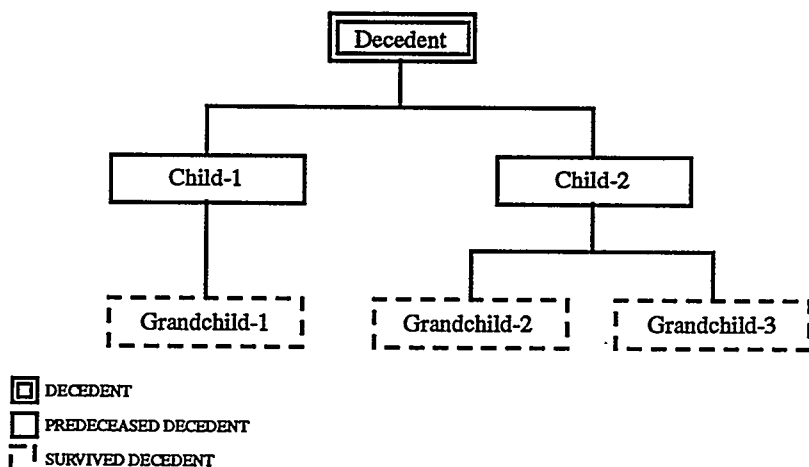 Decedent
Child-1
Child-2
Grandchild-1
Grandchild-2
Grandchild-3
DECEDENT
PREDECEASED DECEDENT
SURVIVED DECEDENT